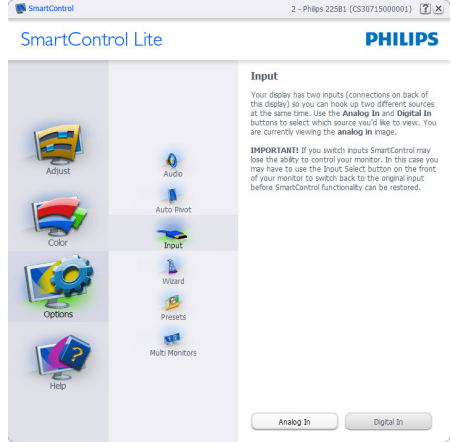 SmartControl
2 - Philips 225B1 (CS30715000001)
SmartControl Lite
PHILIPS
Adjust
Color
Options
Help
Audio
Auto Pivot
Input
Wizard
Presets
Multi Monitors
Input
Your display has two inputs (connections on back of
this display) so you can hook up two different sources
at the same time. Use the Analog In and Digital In
buttons to select which source you'd like to view. You
are currently viewing the analog in image.
IMPORTANT! If you switch inputs SmartControl may
lose the ability to control your monitor. In this case you
may have to use the Input Select button on the front
of your monitor to switch back to the original input
before SmartControl functionality can be restored.
Analog In
Digital In